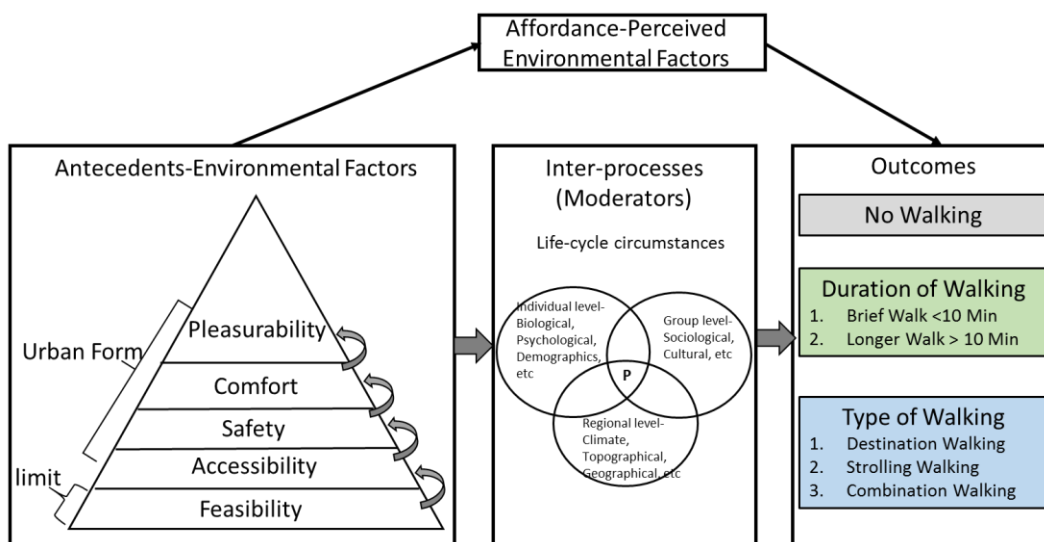 Affordance-Perceived
Environmental Factors
Antecedents-Environmental Factors
Pleasurability
Urban Form
Comfort
Safety
Accessibility
limit
Feasibility
Inter-processes
(Moderators)
Life-cycle circumstances
Individual level-
Biological,
Psychological,
Demographics,
etc
Group level-
Sociological,
Cultural, etc
P
Regional level-
Climate,
Topographical,
Geographical, etc
Outcomes
No Walking
Duration of Walking
1. Brief Walk <10 Min
2. Longer Walk > 10 Min
Type of Walking
1. Destination Walking
2. Strolling Walking
3. Combination Walking